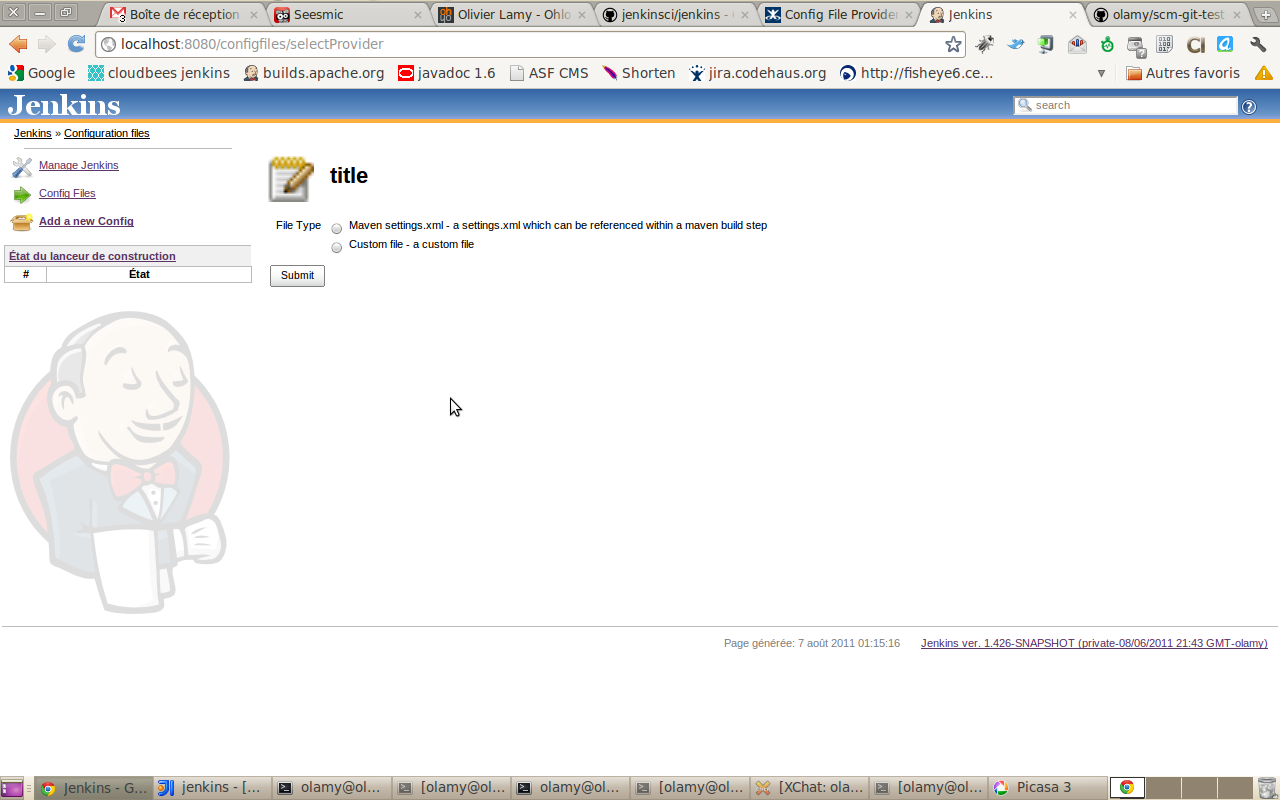 Boîte de réception
Seesmic
Olivier Lamy - Ohlo
jenkinsci/jenkins -
Config File Provider
Jenkins
olamy/scm-git-test
3
localhost:8080/configfiles/selectProvider
Google
cloudbees jenkins
builds.apache.org
javadoc 1.6
ASF CMS
Shorten
jira.codehaus.org
http://fisheye6.ce...
Autres favoris
Jenkins
search
Jenkins » Configuration files
Manage Jenkins
Config Files
Add a new Config
État du lanceur de construction
# État
title
File Type
Maven settings.xml - a settings.xml which can be referenced within a maven build step
Custom file - a custom file
Submit
Page générée: 7 août 2011 01:15:16
Jenkins ver. 1.426-SNAPSHOT (private-08/06/2011 21:43 GMT-olamy)
Jenkins - G...
jenkins - [...
olamy@ol...
[olamy@ol...
olamy@ol...
[olamy@ol...
[XChat: ola...
[olamy@ol...
Picasa 3